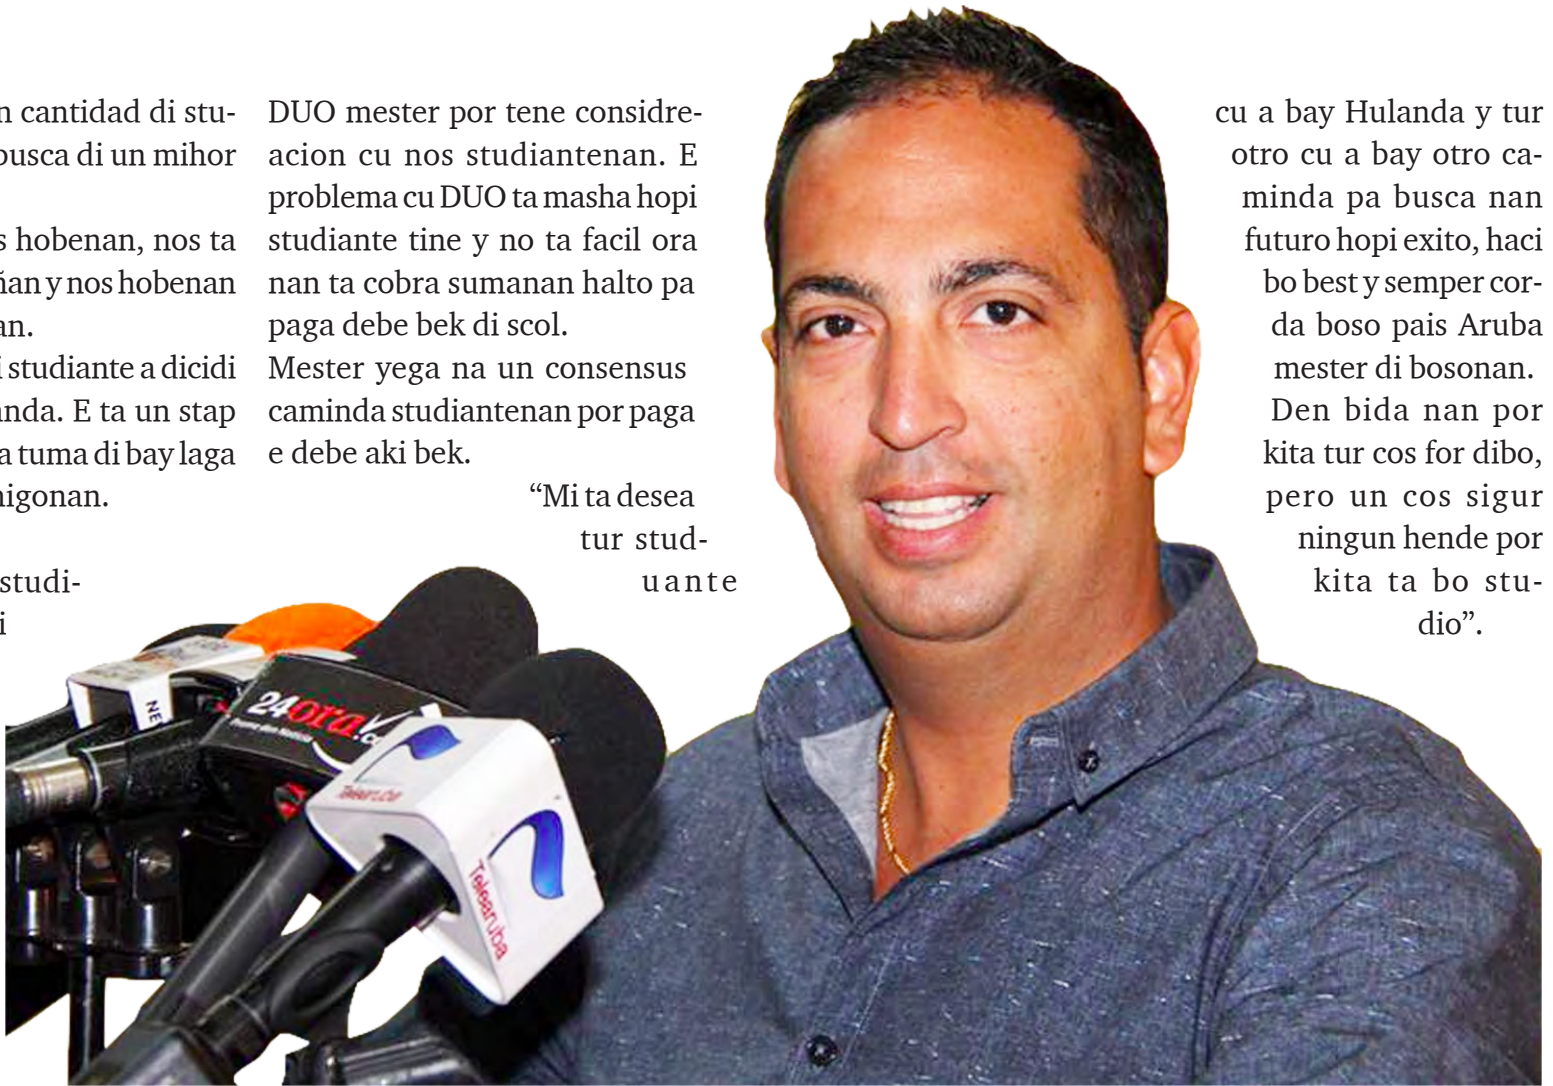 n cantidad di stu-
busca di un mihor
s hobenan, nos ta
ñan y nos hobenan
an.
i studiante a dicidi
anda. E ta un stap
a tuma di bay laga
migonan.
studi-
i
DUO mester por tene considre-
acion cu nos studiantenan. E
problema cu DUO ta masha hopi
studiante tine y no ta facil ora
nan ta cobra sumanan halto pa
paga debe bek di scol.
Mester yega na un consensus
caminda studiantenan por paga
e debe aki bek.
“Mi ta desea
tur stud-
uante
cu a bay Hulanda y tur
otro cu a bay otro ca-
minda pa busca nan
futuro hopi exito, haci
bo best y semper cor-
da boso pais Aruba
mester di bosonan.
Den bida nan por
kita tur cos for dibo,
pero un cos sigur
ningun hende por
kita ta bo stu-
dio”.
NE
24ora
Telearuba
Telearuba